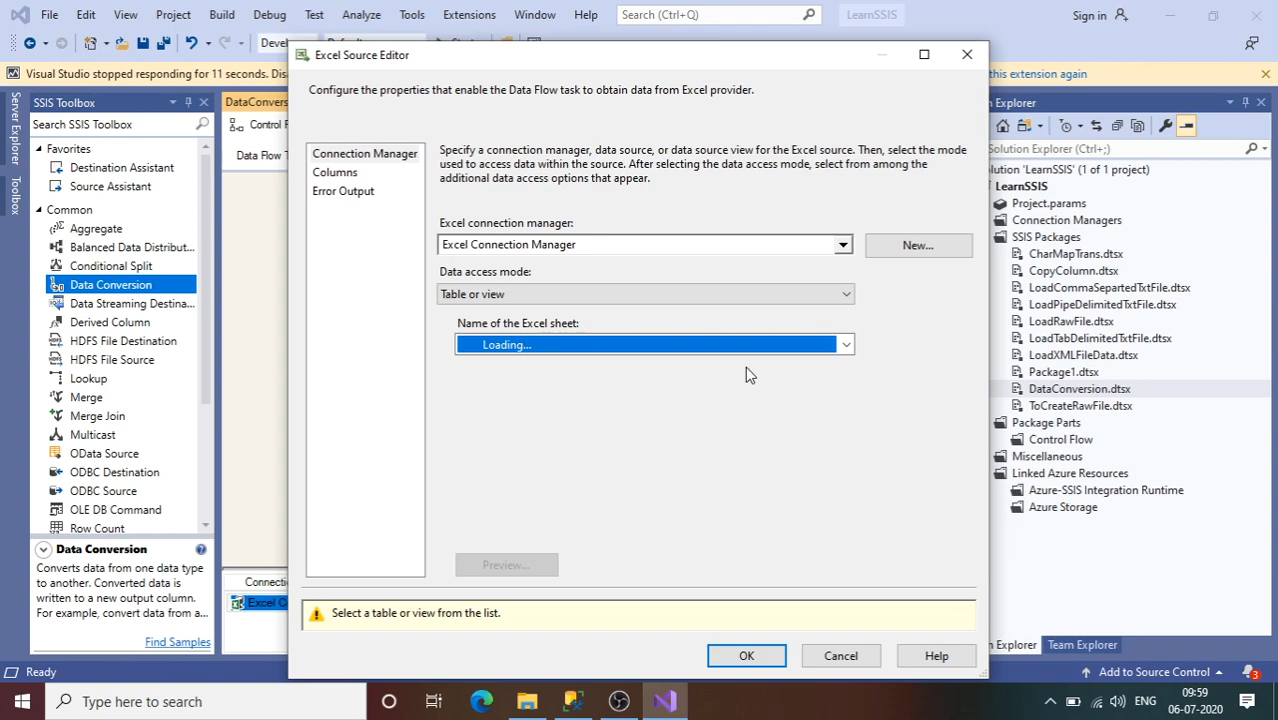 File Edit View Project Build Debug Test Analyze Tools Extensions Window Help Search (Ctrl+Q) LearnSSIS Sign in
Visual Studio stopped responding for 11 seconds. this extension again
SSIS Toolbox
Search SSIS Toolbox
Favorites
Destination Assistant
Source Assistant
Common
Aggregate
Balanced Data Distribut...
Conditional Split
Data Conversion
Data Streaming Destina...
Derived Column
HDFS File Destination
HDFS File Source
Lookup
Merge
Merge Join
Multicast
OData Source
ODBC Destination
ODBC Source
OLE DB Command
Row Count
Data Conversion
Converts data from one data type
to another. Converted data is
written to a new output column.
For example, convert data from a...
Find Samples
Server Explorer
Toolbox
Excel Source Editor
Configure the properties that enable the Data Flow task to obtain data from Excel provider.
Connection Manager
Columns
Error Output
Specify a connection manager, data source, or data source view for the Excel source. Then, select the mode
used to access data within the source. After selecting the data access mode, select from among the
additional data access options that appear.
Excel connection manager:
Excel Connection Manager New...
Data access mode:
Table or view
Name of the Excel sheet:
Loading...
Preview...
Select a table or view from the list.
OK Cancel Help
Search Solution Explorer (Ctrl+;)
Solution 'LearnSSIS' (1 of 1 project)
LearnSSIS
Project.params
Connection Managers
SSIS Packages
CharMapTrans.dtsx
CopyColumn.dtsx
LoadCommaSepartedTxtFile.dtsx
LoadPipeDelimitedTxtFile.dtsx
LoadRawFile.dtsx
LoadTabDelimitedTxtFile.dtsx
LoadXMLFileData.dtsx
Package1.dtsx
DataConversion.dtsx
ToCreateRawFile.dtsx
Package Parts
Control Flow
Miscellaneous
Linked Azure Resources
Azure-SSIS Integration Runtime
Azure Storage
Team Explorer
Ready Add to Source Control 3
Type here to search ENG 09:59
06-07-2020